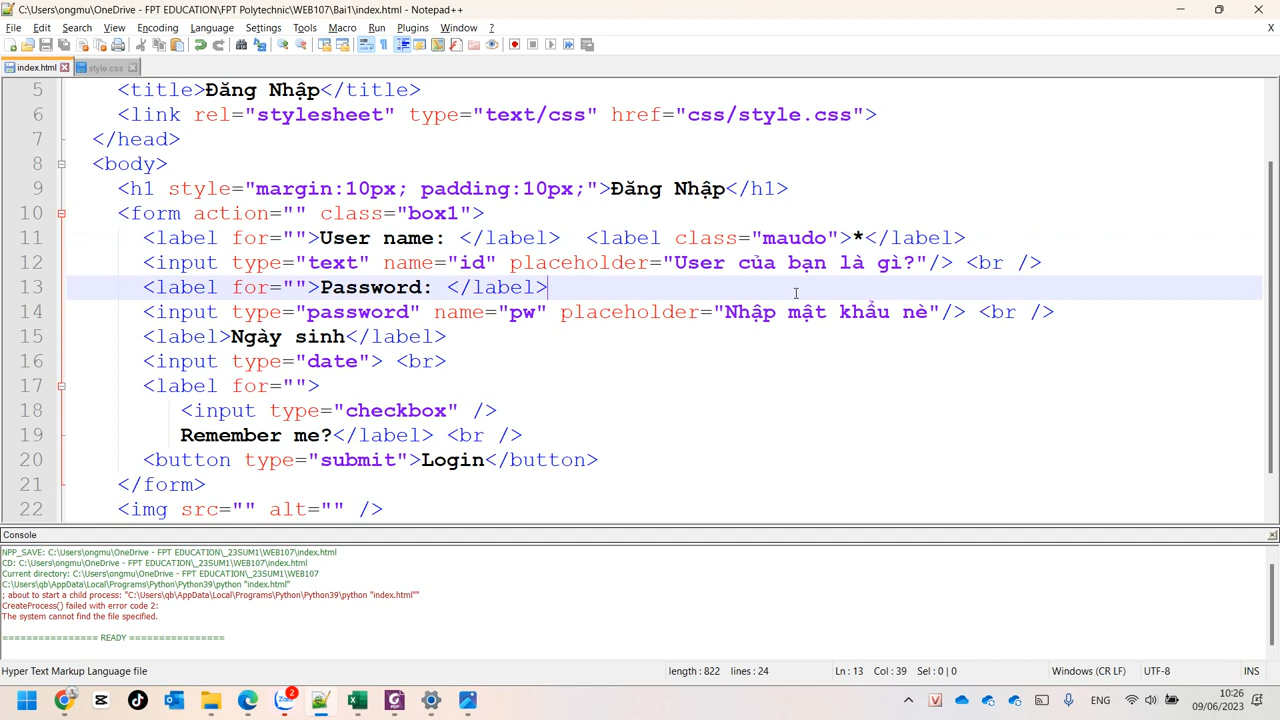 C:\Users\ongmu\OneDrive - FPT EDUCATION\FPT Polytechnic\WEB107\Bai1\index.html - Notepad++
File Edit Search View Encoding Language Settings Tools Macro Run Plugins Window ? X
index.html style.css
5 <title>Đăng Nhập</title>
6 <link rel="stylesheet" type="text/css" href="css/style.css">
7 </head>
8 <body>
9 <h1 style="margin:10px; padding:10px;">Đăng Nhập</h1>
10 <form action="" class="box1">
11 <label for="">User name: </label> <label class="maudo">*</label>
12 <input type="text" name="id" placeholder="User của bạn là gì?"/> <br />
13 <label for="">Password: </label>
14 <input type="password" name="pw" placeholder="Nhập mật khẩu nè"/> <br />
15 <label>Ngày sinh</label>
16 <input type="date"> <br>
17 <label for="">
18 <input type="checkbox" />
19 Remember me?</label> <br />
20 <button type="submit">Login</button>
21 </form>
22 <img src="" alt="" />
Console
NPP_SAVE: C:\Users\ongmu\OneDrive - FPT EDUCATION\_23SUM1\WEB107\index.html
CD: C:\Users\ongmu\OneDrive - FPT EDUCATION\_23SUM1\WEB107\index.html
Current directory: C:\Users\ongmu\OneDrive - FPT EDUCATION\_23SUM1\WEB107
C:\Users\qb\AppData\Local\Programs\Python\Python39\python "index.html"
; about to start a child process: "C:\Users\qb\AppData\Local\Programs\Python\Python39\python "index.html""
CreateProcess() failed with error code 2:
The system cannot find the file specified.
================ READY ================
Hyper Text Markup Language file length : 822 lines : 24 Ln : 13 Col : 39 Sel : 0 | 0 Windows (CR LF) UTF-8 INS
2 Zalo ENG 10:26
09/06/2023